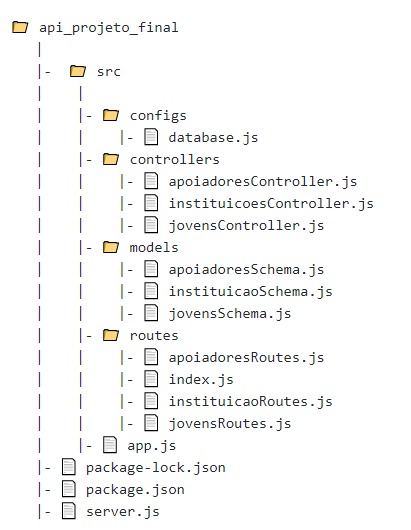 api_projeto_final
|
|- src
| |
| |- configs
| | |- database.js
| |- controllers
| | |- apoiadoresController.js
| | |- instituicoesController.js
| | |- jovensController.js
| |- models
| | |- apoiadoresSchema.js
| | |- instituicaoSchema.js
| | |- jovensSchema.js
| |- routes
| | |- apoiadoresRoutes.js
| | |- index.js
| | |- instituicaoRoutes.js
| | |- jovensRoutes.js
| |- app.js
|- package-lock.json
|- package.json
|- server.js